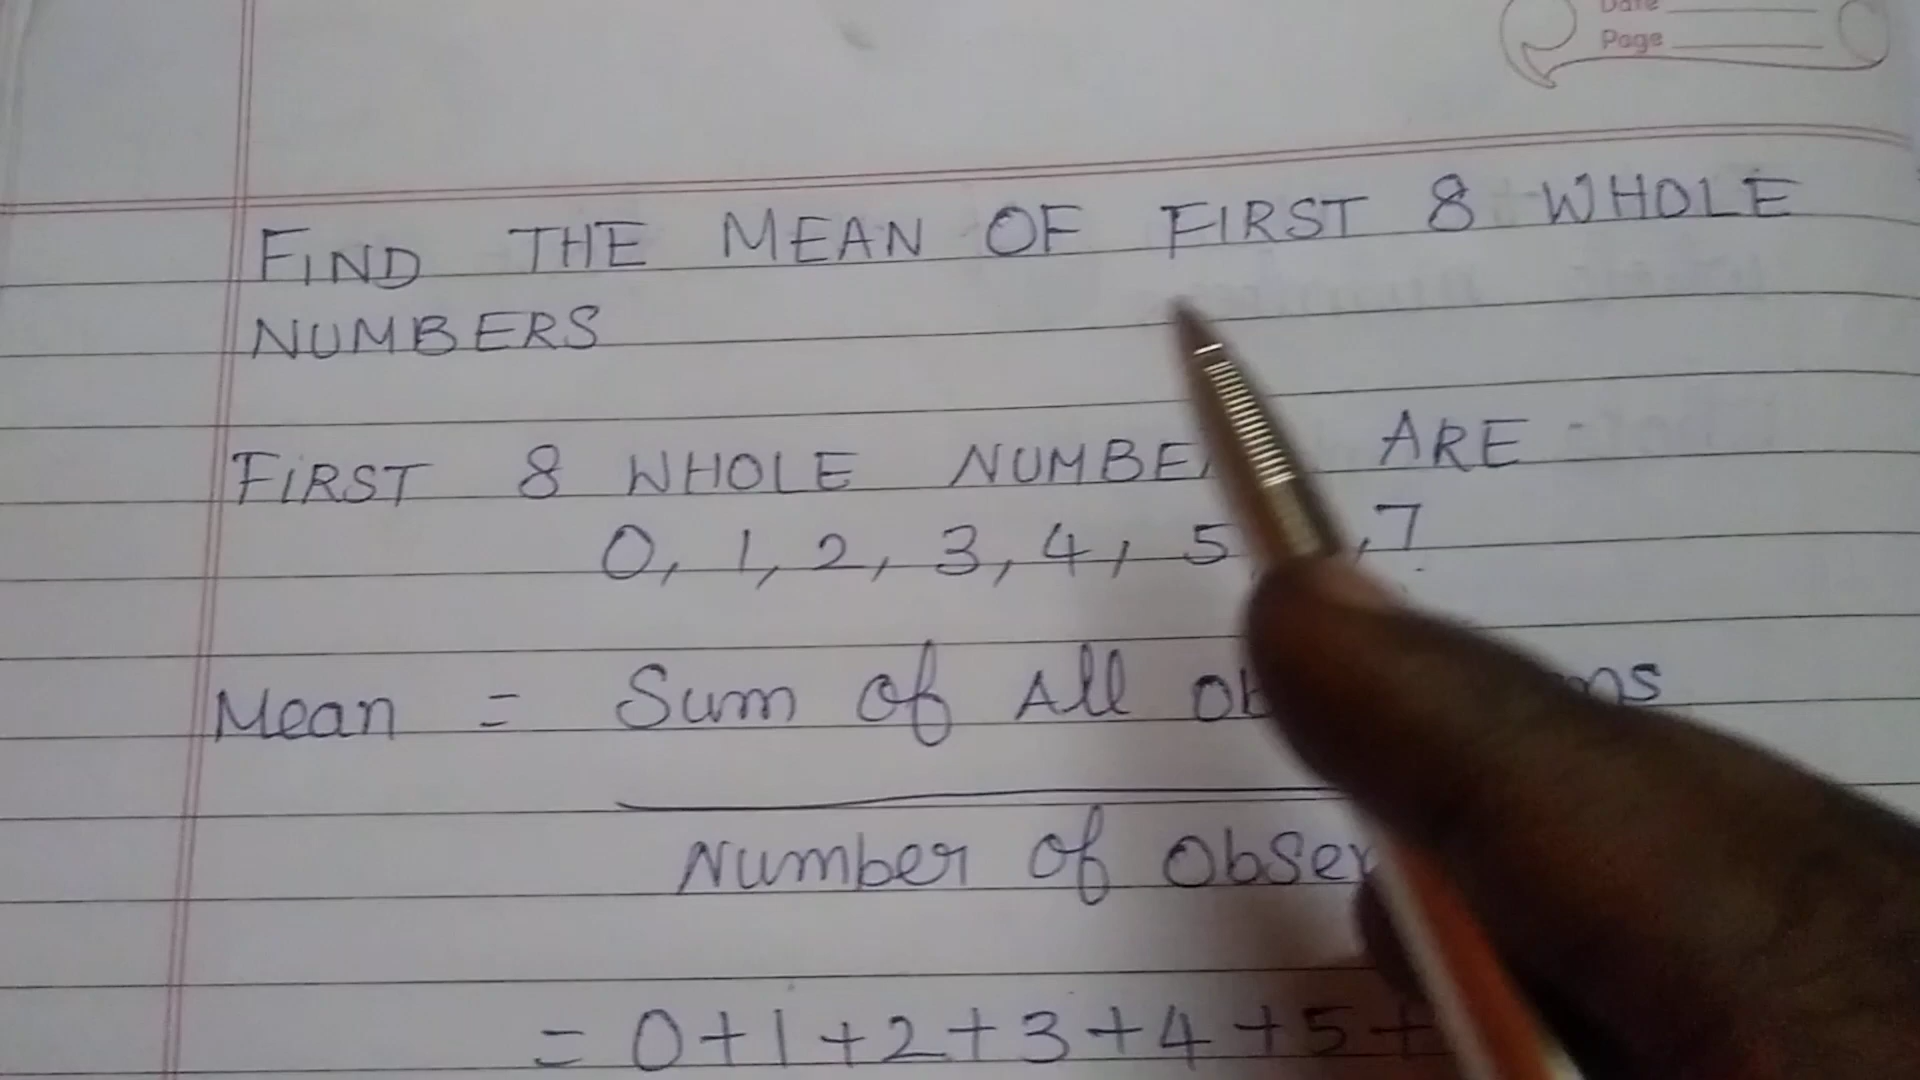 Date
Page
FIND THE MEAN OF FIRST 8 WHOLE
NUMBERS
FIRST 8 WHOLE ARE
0, 1, 2, 3, 4, 5 , 7
Mean = Sum of All
Number of
= 0+1+2+3+4+5+